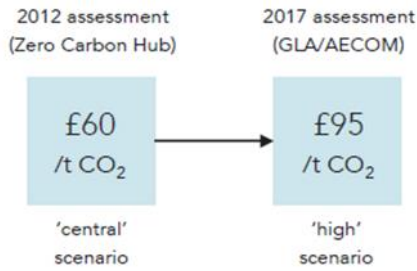 2012 assessment
(Zero Carbon Hub)
£60
/t CO₂
'central'
scenario
2017 assessment
(GLA/AECOM)
£95
/t CO₂
'high'
scenario